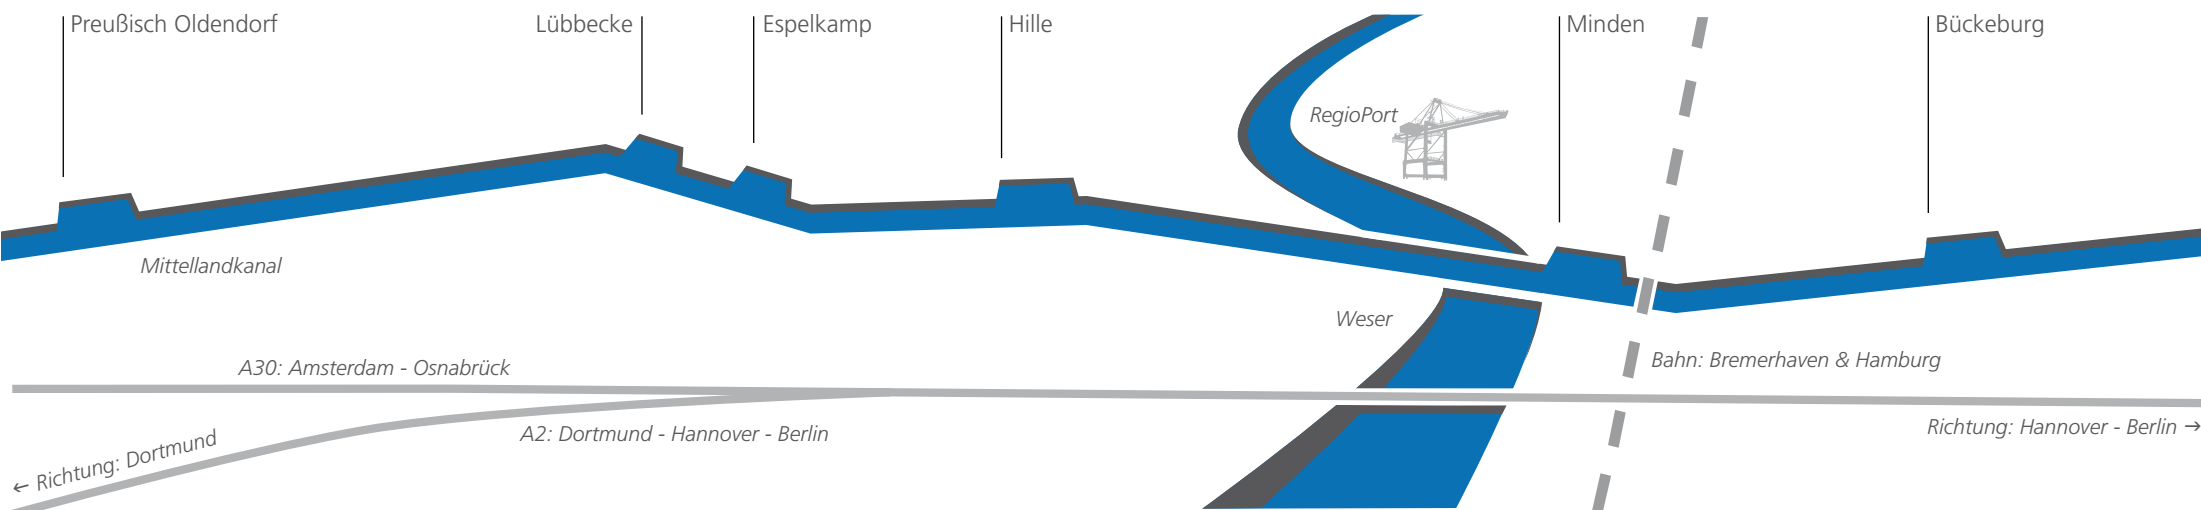 Preußisch Oldendorf
Lübbecke
Espelkamp
Hille
Minden
Bückeburg
RegioPort
Mittellandkanal
Weser
A30: Amsterdam - Osnabrück
Bahn: Bremerhaven & Hamburg
A2: Dortmund - Hannover - Berlin
Richtung: Hannover - Berlin →
← Richtung: Dortmund